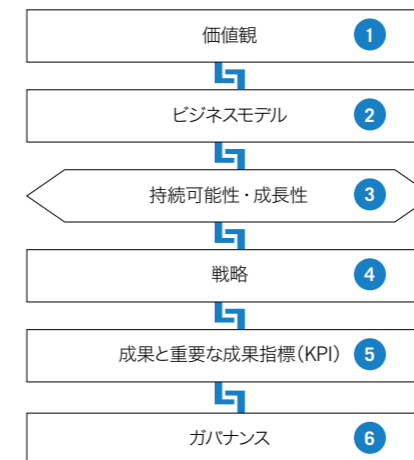 価値観 1
ビジネスモデル 2
持続可能性・成長性 3
戦略 4
成果と重要な成果指標(KPI) 5
ガバナンス 6